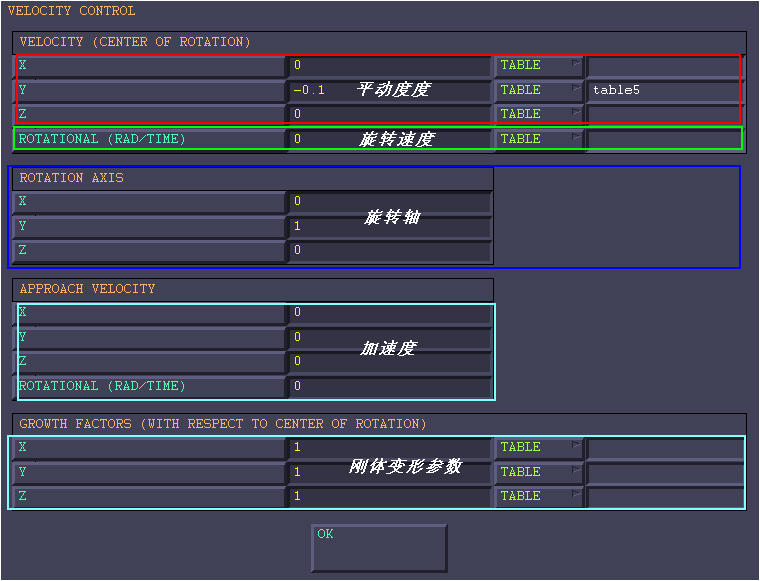 VELOCITY CONTROL
VELOCITY (CENTER OF ROTATION)
X 0 TABLE
Y -0.1 平动度度 TABLE table5
Z 0 TABLE
ROTATIONAL (RAD/TIME) 0 旋转速度 TABLE
ROTATION AXIS
X 0
Y 1 旋转轴
Z 0
APPROACH VELOCITY
X 0
Y 0
Z 0 加速度
ROTATIONAL (RAD/TIME) 0
GROWTH FACTORS (WITH RESPECT TO CENTER OF ROTATION)
X 1 TABLE
Y 1 刚体变形参数 TABLE
Z 1 TABLE
OK